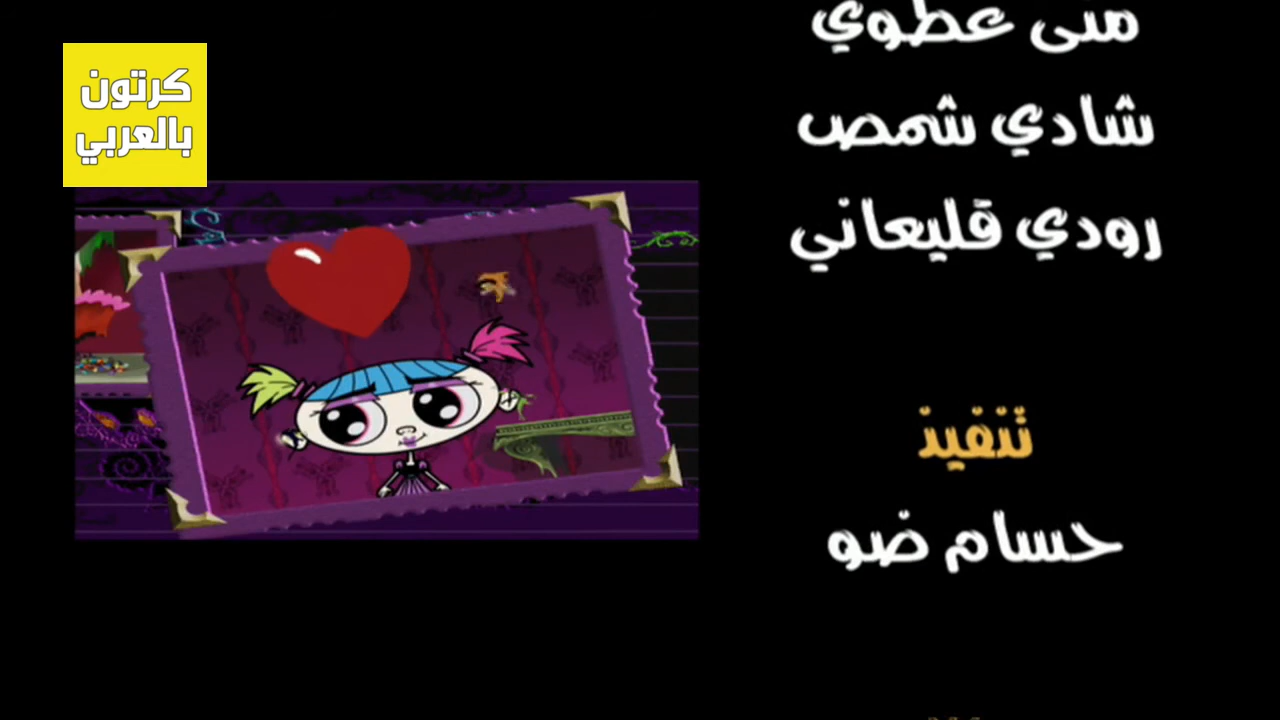 كرتون
بالعربي
منى عطوي
شادي شمص
رودي قليعاني
تنفيذ
حسام ضو